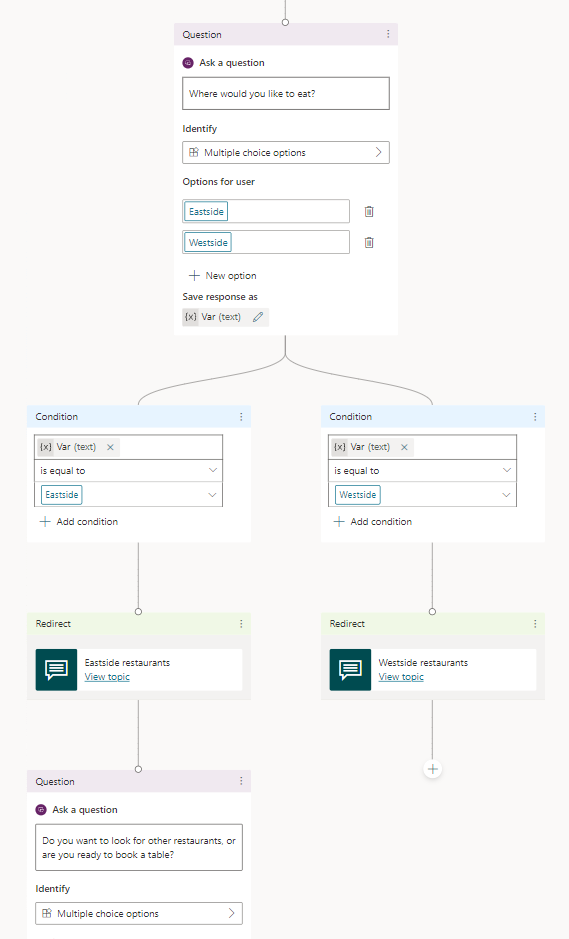 Question
Ask a question
Where would you like to eat?
Identify
Multiple choice options
Options for user
Eastside
Westside
New option
Save response as
{x} Var (text)
Condition
{x} Var (text)
is equal to
Eastside
Add condition
Condition
{x} Var (text)
is equal to
Westside
Add condition
Redirect
Eastside restaurants
View topic
Redirect
Westside restaurants
View topic
Question
Ask a question
Do you want to look for other restaurants, or
are you ready to book a table?
Identify
Multiple choice options